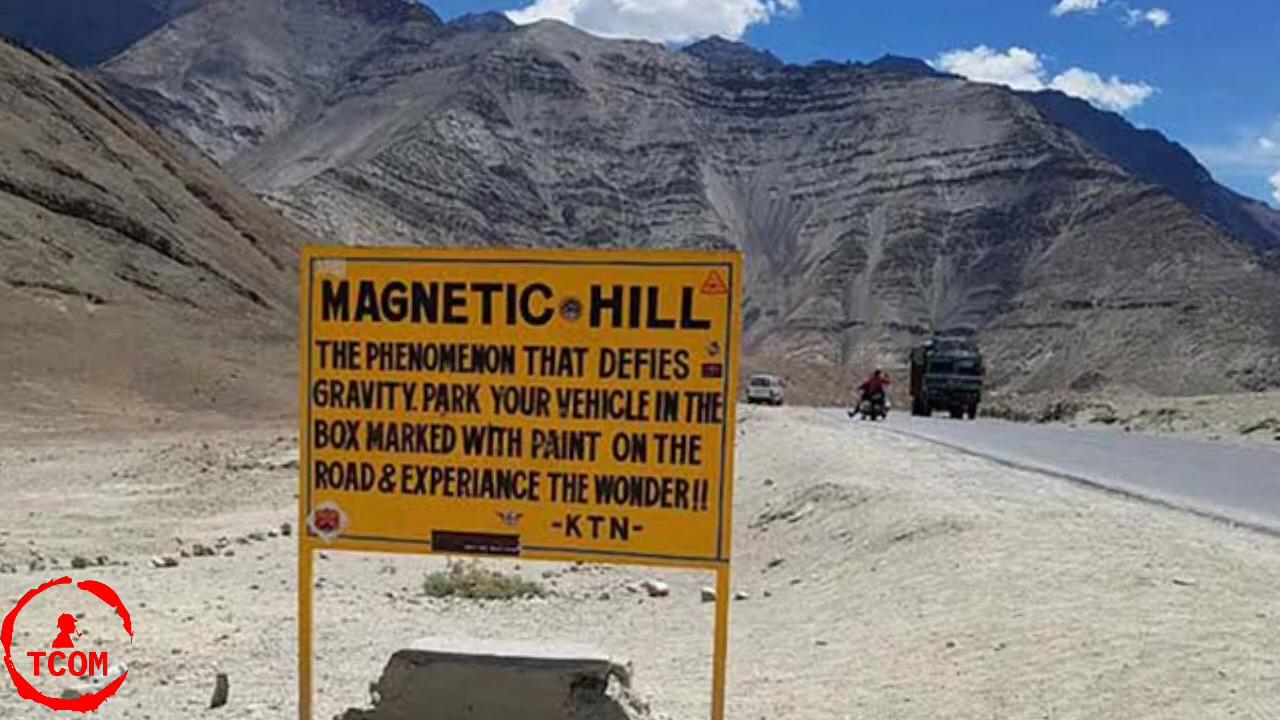 MAGNETIC HILL
THE PHENOMENON THAT DEFIES
GRAVITY. PARK YOUR VEHICLE IN THE
BOX MARKED WITH PAINT ON THE
ROAD & EXPERIANCE THE WONDER!!
-KTN-
TCOM